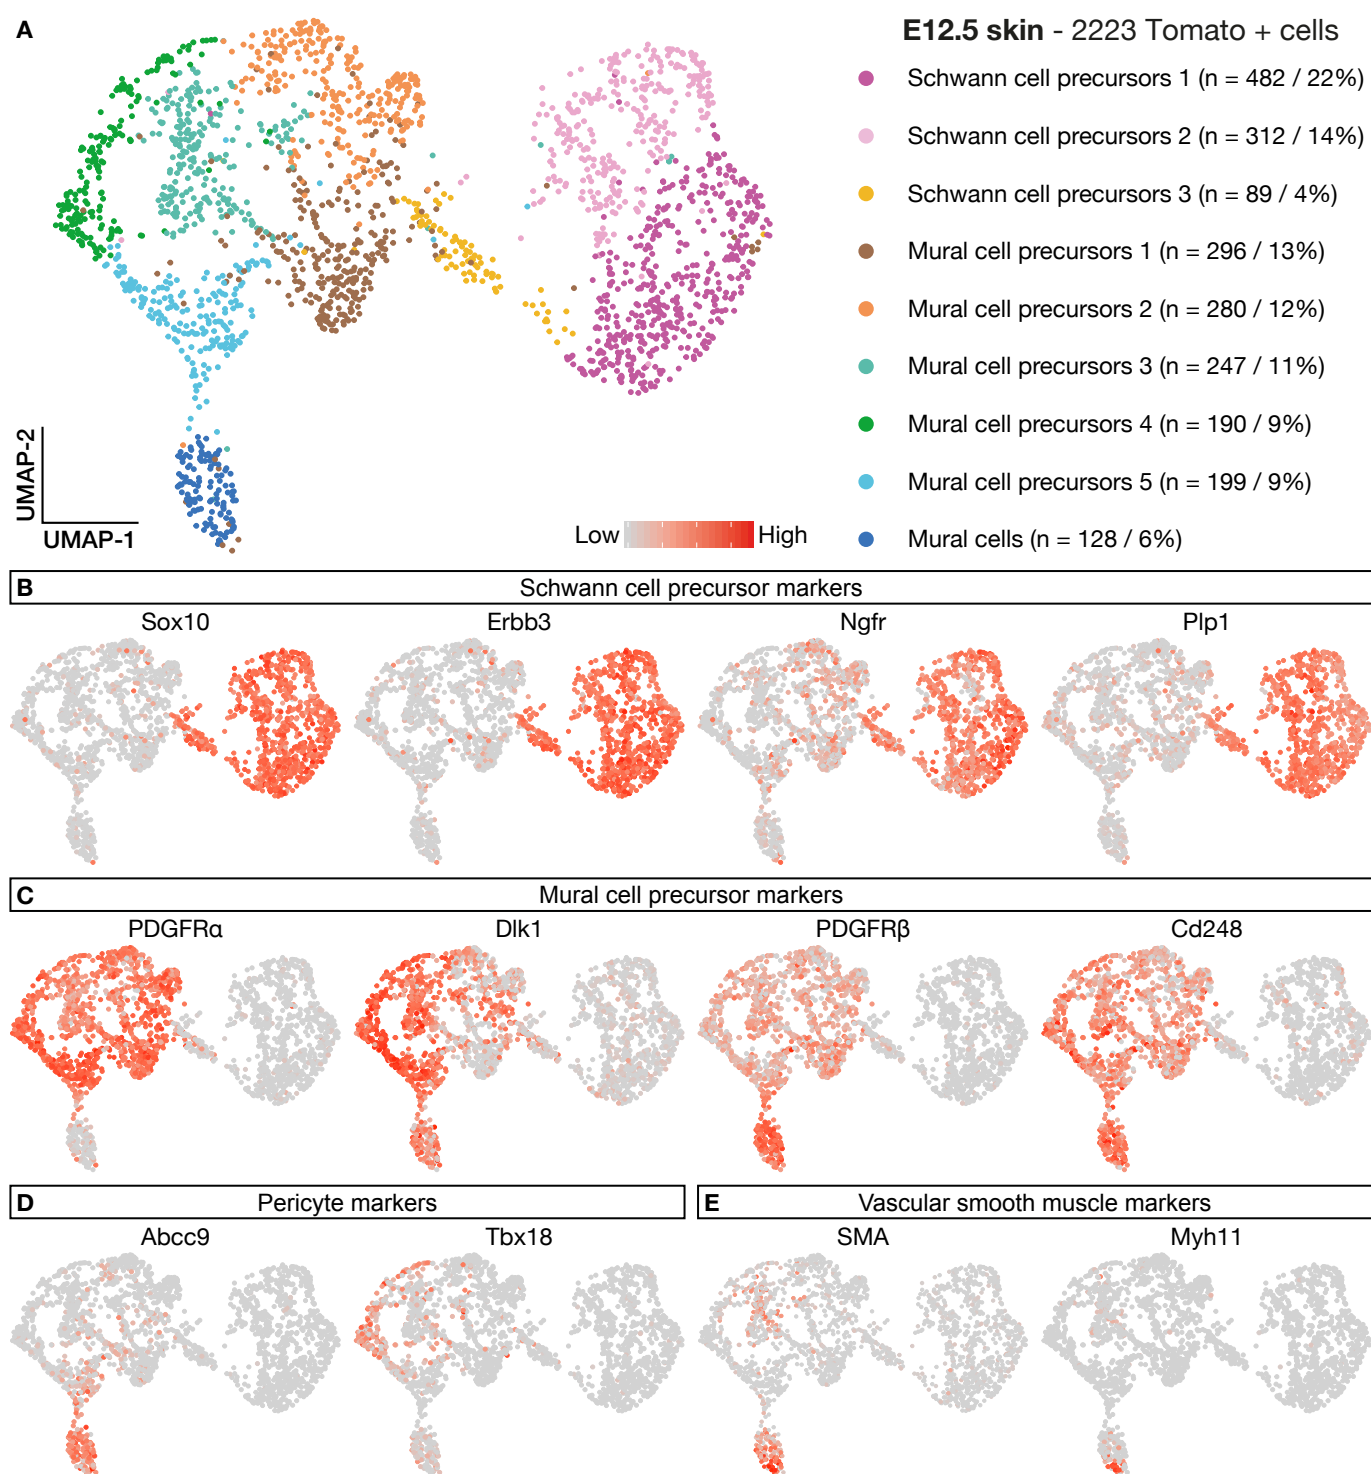 A
E12.5 skin - 2223 Tomato + cells
Schwann cell precursors 1 (n = 482 / 22%)
Schwann cell precursors 2 (n = 312 / 14%)
Schwann cell precursors 3 (n = 89 / 4%)
Mural cell precursors 1 (n = 296 / 13%)
Mural cell precursors 2 (n = 280 / 12%)
Mural cell precursors 3 (n = 247 / 11%)
Mural cell precursors 4 (n = 190 / 9%)
Mural cell precursors 5 (n = 199 / 9%)
Mural cells (n = 128 / 6%)
UMAP-2
UMAP-1
Low High
B Schwann cell precursor markers
Sox10 Erbb3 Ngfr Plp1
C Mural cell precursor markers
PDGFRα Dlk1 PDGFRβ Cd248
D Pericyte markers
E Vascular smooth muscle markers
Abcc9 Tbx18 SMA Myh11